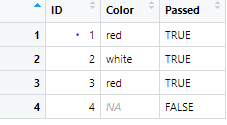 ID Color Passed
1 1 red TRUE
2 2 white TRUE
3 3 red TRUE
4 4 NA FALSE